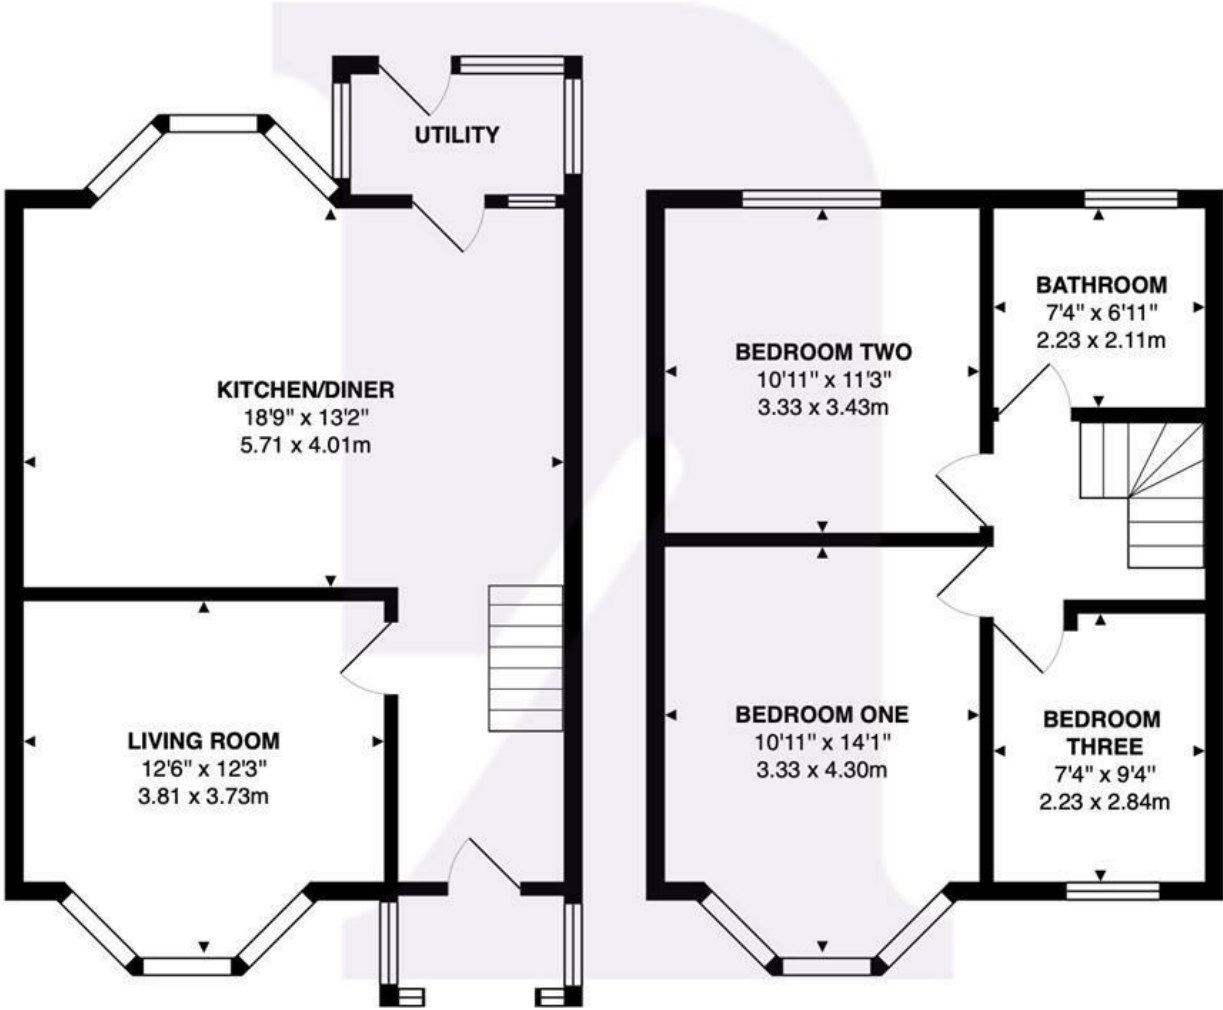 UTILITY
KITCHEN/DINER
18'9" x 13'2"
5.71 x 4.01m
LIVING ROOM
12'6" x 12'3"
3.81 x 3.73m
BEDROOM TWO
10'11" x 11'3"
3.33 x 3.43m
BATHROOM
7'4" x 6'11"
2.23 x 2.11m
BEDROOM ONE
10'11" x 14'1"
3.33 x 4.30m
BEDROOM
THREE
7'4" x 9'4"
2.23 x 2.84m